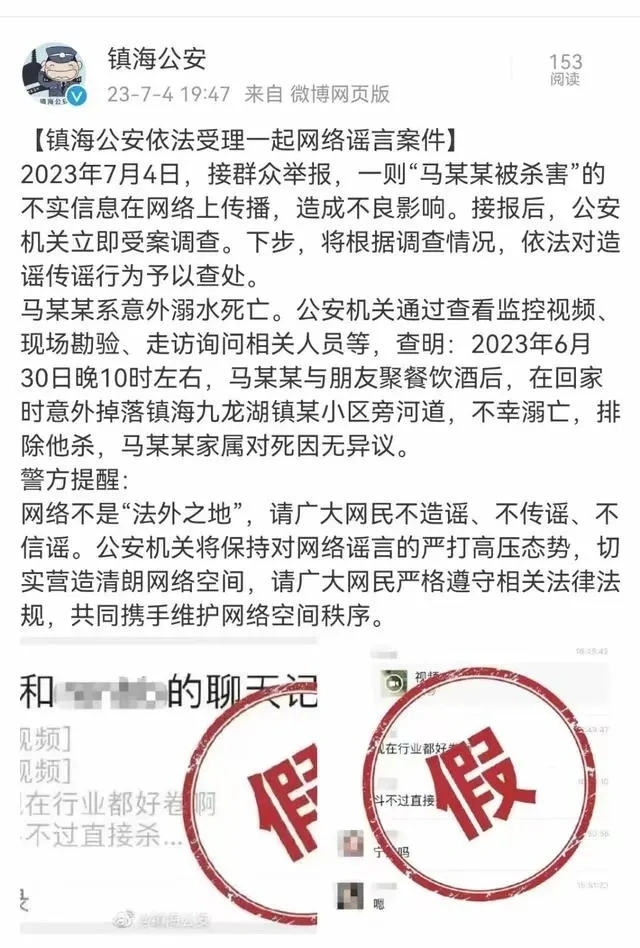 镇海公安
153
23-7-4 19:47 来自 微博网页版
阅读
【镇海公安依法受理一起网络谣言案件】
2023年7月4日，接群众举报，一则“马某某被杀害”的
不实信息在网络上传播，造成不良影响。接报后，公安
机关立即受案调查。下步，将根据调查情况，依法对造
谣传谣行为予以查处。
马某某系意外溺水死亡。公安机关通过查看监控视频、
现场勘验、走访询问相关人员等，查明：2023年6月
30日晚10时左右，马某某与朋友聚餐饮酒后，在回家
时意外掉落镇海九龙湖镇某小区旁河道，不幸溺亡，排
除他杀，马某某家属对死因无异议。
警方提醒：
网络不是“法外之地”，请广大网民不造谣、不传谣、不
信谣。公安机关将保持对网络谣言的严打高压态势，切
实营造清朗网络空间，请广大网民严格遵守相关法律法
规，共同携手维护网络空间秩序。
和
的聊天记
视频]
视频]
现在行业都好卷啊
斗不过直接杀...
假
录
@镇海公安
视频
现在行业都好卷
斗不过直接
假
宁
吗
嗯